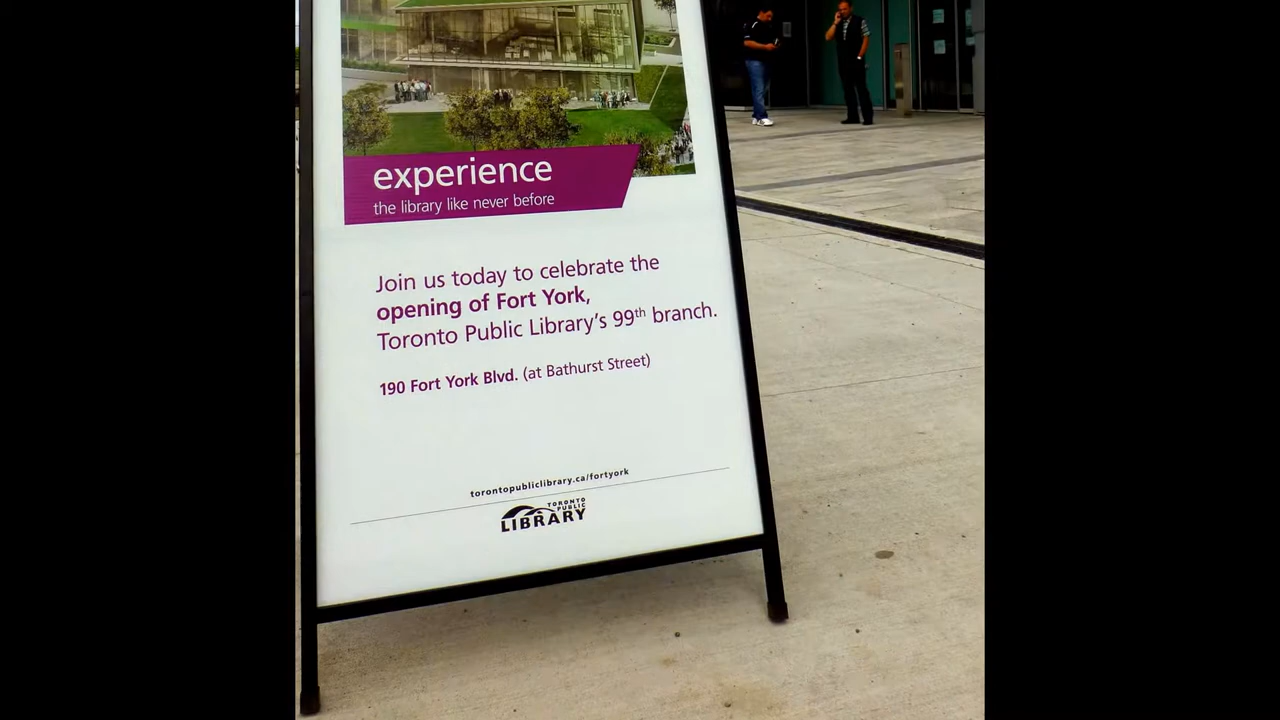 experience
the library like never before
Join us today to celebrate the
opening of Fort York,
Toronto Public Library's 99th branch.
190 Fort York Blvd. (at Bathurst Street)
torontopubliclibrary.ca/fortyork
TORONTO
PUBLIC
LIBRARY